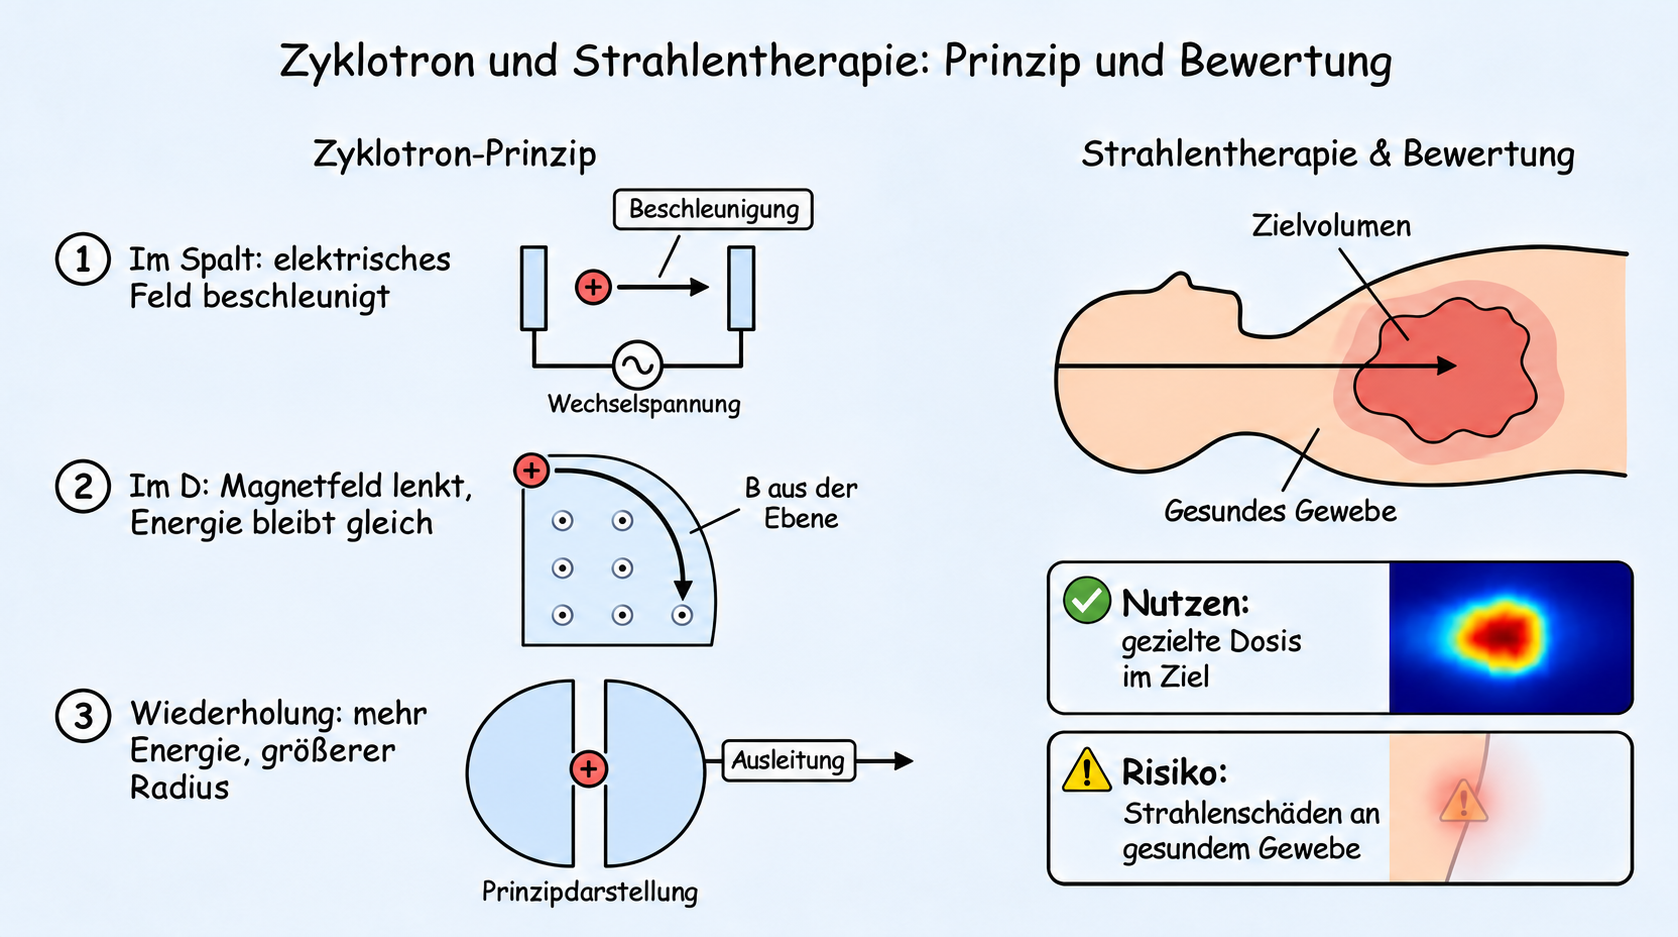 Zyklotron und Strahlentherapie: Prinzip und Bewertung
Zyklotron-Prinzip
1
Im Spalt: elektrisches
Feld beschleunigt
Beschleunigung
+
Wechselspannung
2
Im D: Magnetfeld lenkt,
Energie bleibt gleich
+
B aus der
Ebene
3
Wiederholung: mehr
Energie, größerer
Radius
+
Ausleitung
Prinzipdarstellung
Strahlentherapie & Bewertung
Zielvolumen
Gesundes Gewebe
Nutzen:
gezielte Dosis
im Ziel
Risiko:
Strahlenschäden an
gesundem Gewebe